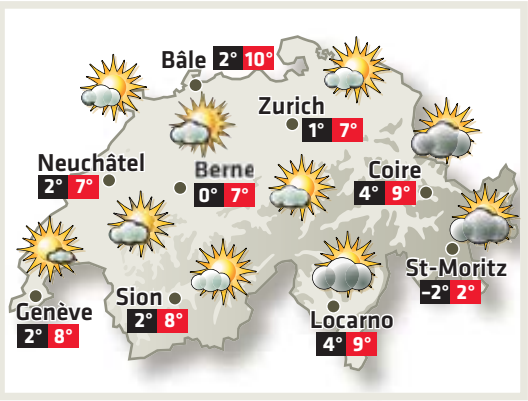 Bâle 2° 10°
Zurich
1° 7°
Neuchâtel
2° 7°
Berne
0° 7°
Coire
4° 9°
St-Moritz
–2° 2°
Sion
2° 8°
Genève
2° 8°
Locarno
4° 9°